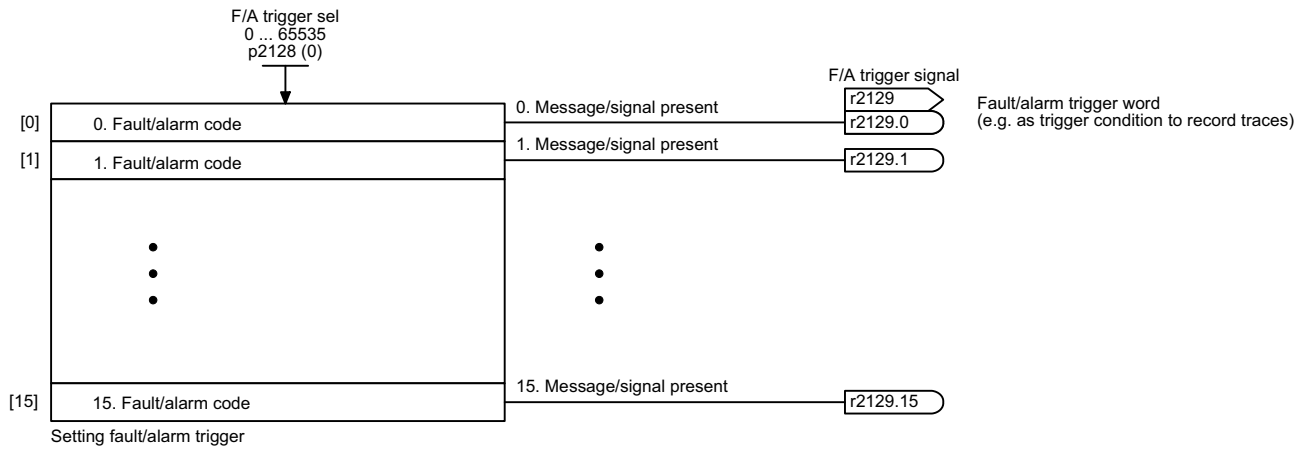 F/A trigger sel
0 ... 65535
p2128 (0)
F/A trigger signal
r2129
Fault/alarm trigger word
(e.g. as trigger condition to record traces)
[0]
0. Fault/alarm code
0. Message/signal present
r2129.0
[1]
1. Fault/alarm code
1. Message/signal present
r2129.1
[15]
15. Fault/alarm code
15. Message/signal present
r2129.15
Setting fault/alarm trigger